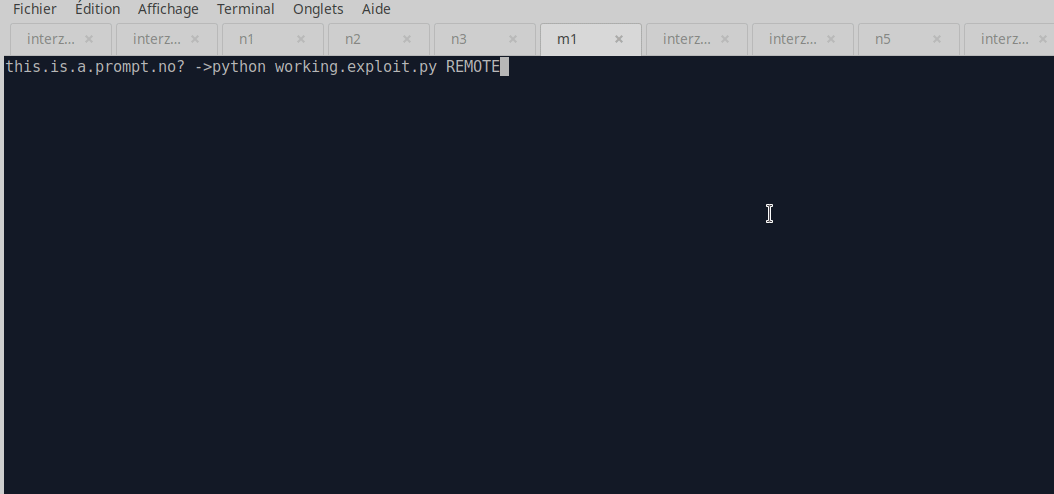 Fichier Édition Affichage Terminal Onglets Aide
interz... × interz... × n1 × n2 × n3 × m1 × interz... × interz... × n5 × interz... ×
this.is.a.prompt.no? ->python working.exploit.py REMOTE